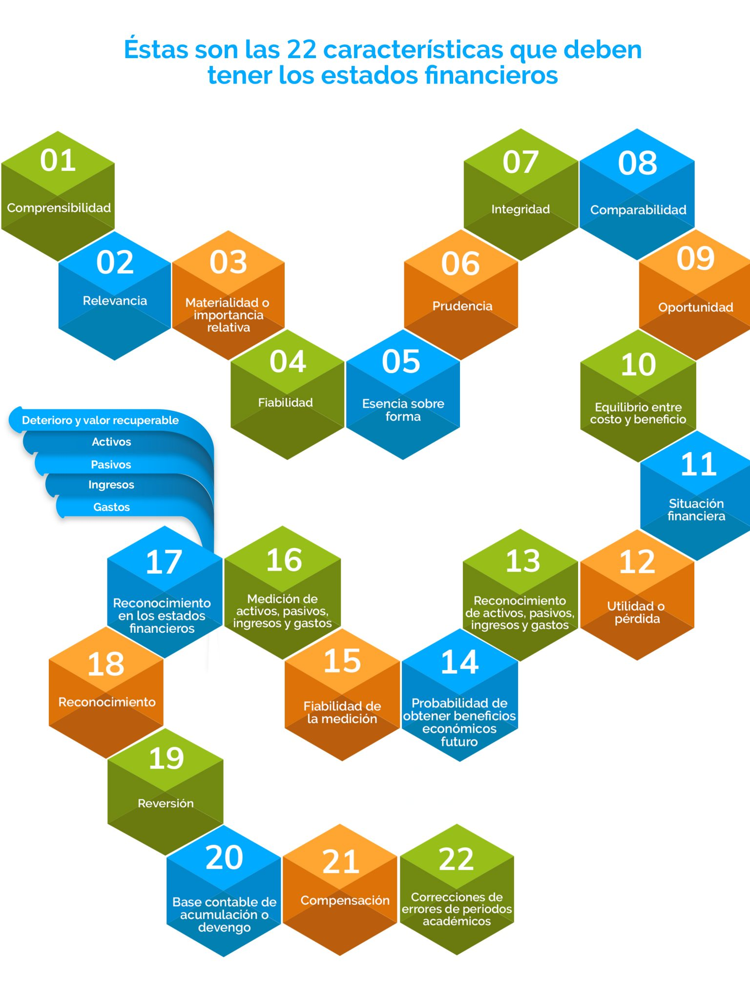 Éstas son las 22 características que deben
tener los estados financieros
01
Comprensibilidad
02
Relevancia
03
Materialidad o
importancia
relativa
04
Fiabilidad
05
Esencia sobre
forma
06
Prudencia
07
Integridad
08
Comparabilidad
09
Oportunidad
10
Equilibrio entre
costo y beneficio
11
Situación
financiera
12
Utilidad o
pérdida
13
Reconocimiento
de activos, pasivos,
ingresos y gastos
14
Probabilidad de
obtener beneficios
económicos
futuro
15
Fiabilidad de
la medición
16
Medición de
activos, pasivos,
ingresos y gastos
17
Reconocimiento
en los estados
financieros
Deterioro y valor recuperable
Activos
Pasivos
Ingresos
Gastos
18
Reconocimiento
19
Reversión
20
Base contable de
acumulación o
devengo
21
Compensación
22
Correcciones de
errores de periodos
académicos